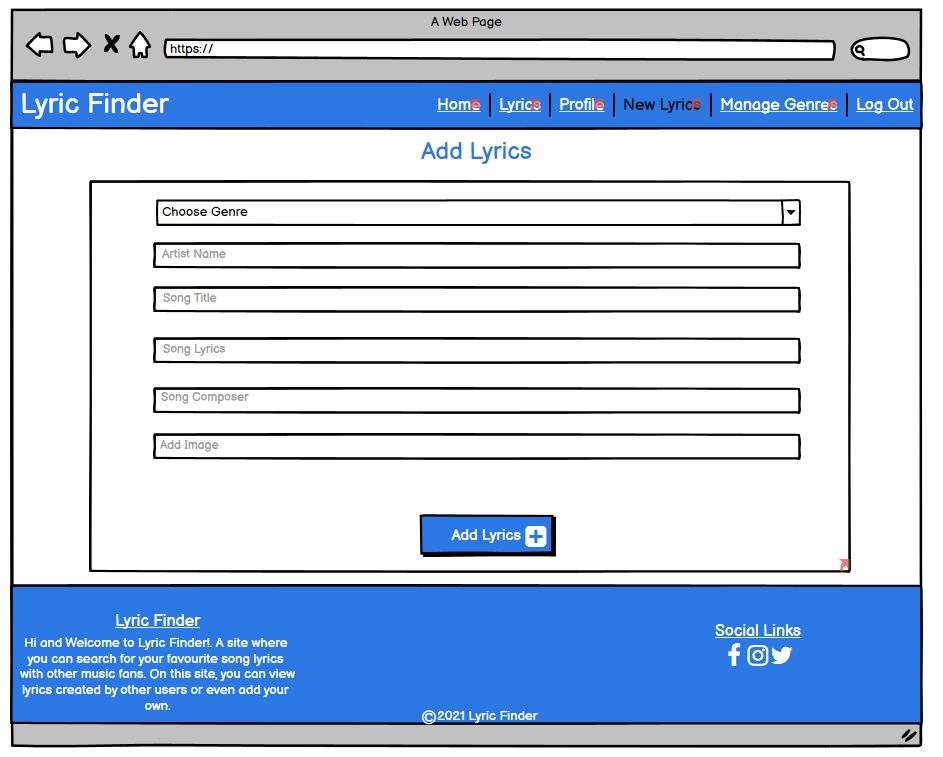 A Web Page
https://
Lyric Finder
Home | Lyrics | Profile | New Lyrics | Manage Genres | Log Out
Add Lyrics
Choose Genre
Artist Name
Song Title
Song Lyrics
Song Composer
Add Image
Add Lyrics
Lyric Finder
Hi and Welcome to Lyric Finder!. A site where
you can search for your favourite song lyrics
with other music fans. On this site, you can view
lyrics created by other users or even add your
own.
Social Links
©2021 Lyric Finder